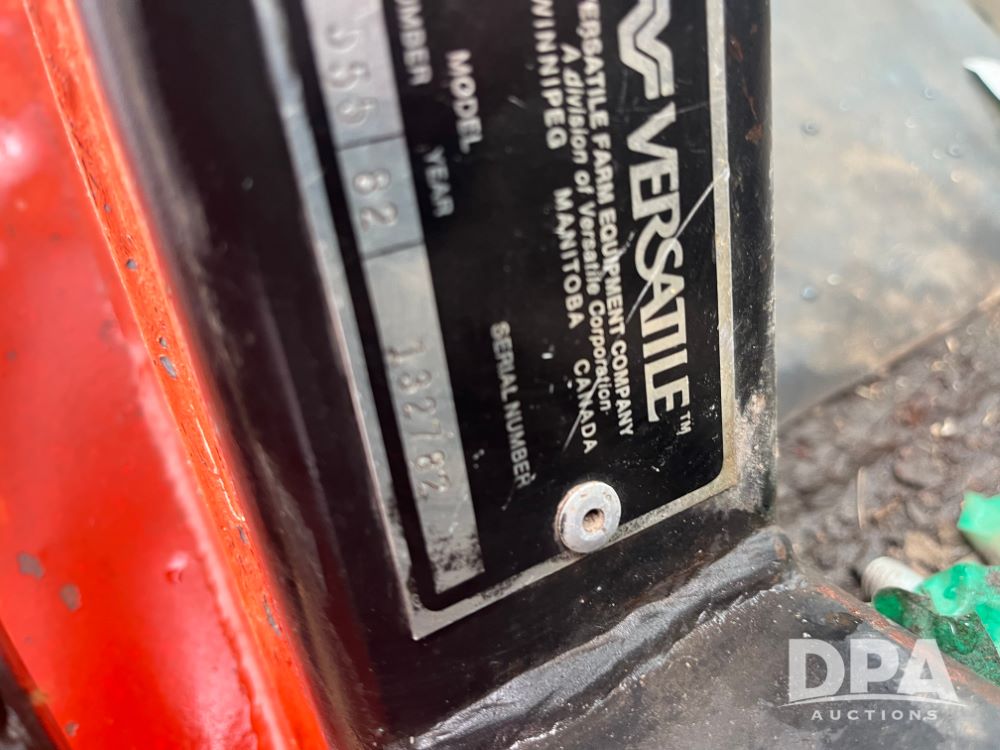 VERSATILE™
VERSATILE FARM EQUIPMENT COMPANY
A division of Versatile Corporation
WINNIPEG MANITOBA CANADA
MODEL YEAR SERIAL NUMBER
NUMBER
82 132782
DPA
AUCTIONS